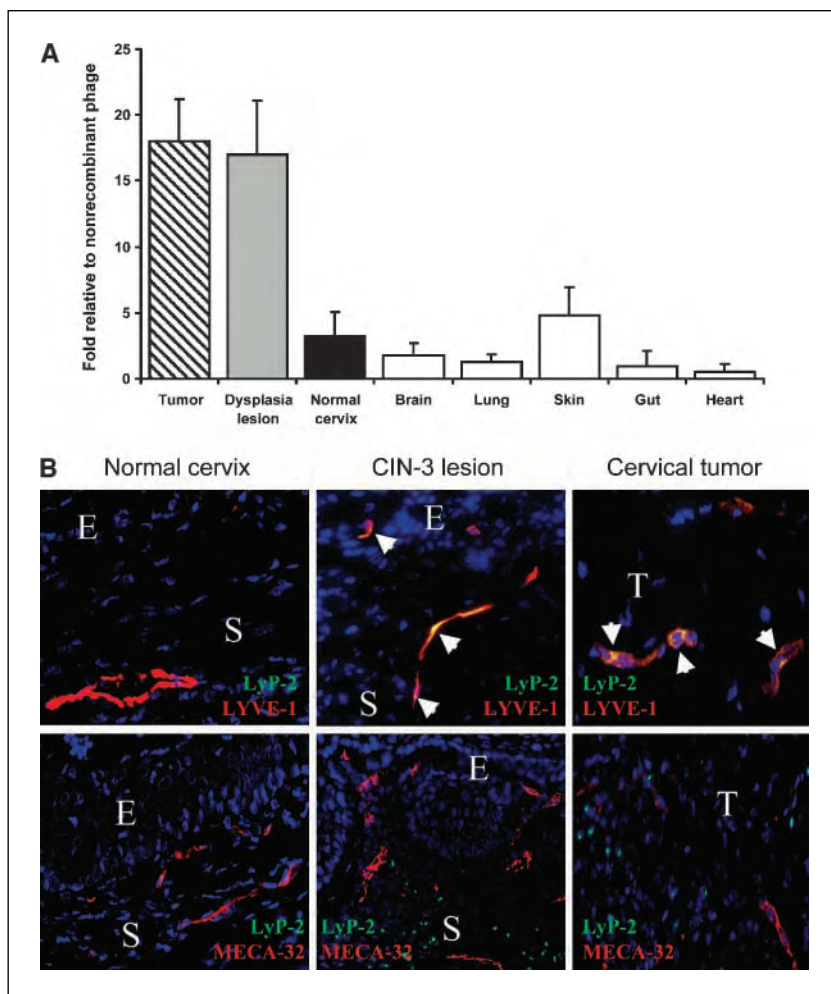 A
Fold relative to nonrecombinant phage
25
20
15
10
5
0
Tumor
Dysplasia
lesion
Normal
cervix
Brain
Lung
Skin
Gut
Heart
B
Normal cervix
CIN-3 lesion
Cervical tumor
E
S
LyP-2
LYVE-1
E
S
LyP-2
LYVE-1
T
LyP-2
LYVE-1
E
S
LyP-2
MECA-32
E
S
LyP-2
MECA-32
T
LyP-2
MECA-32